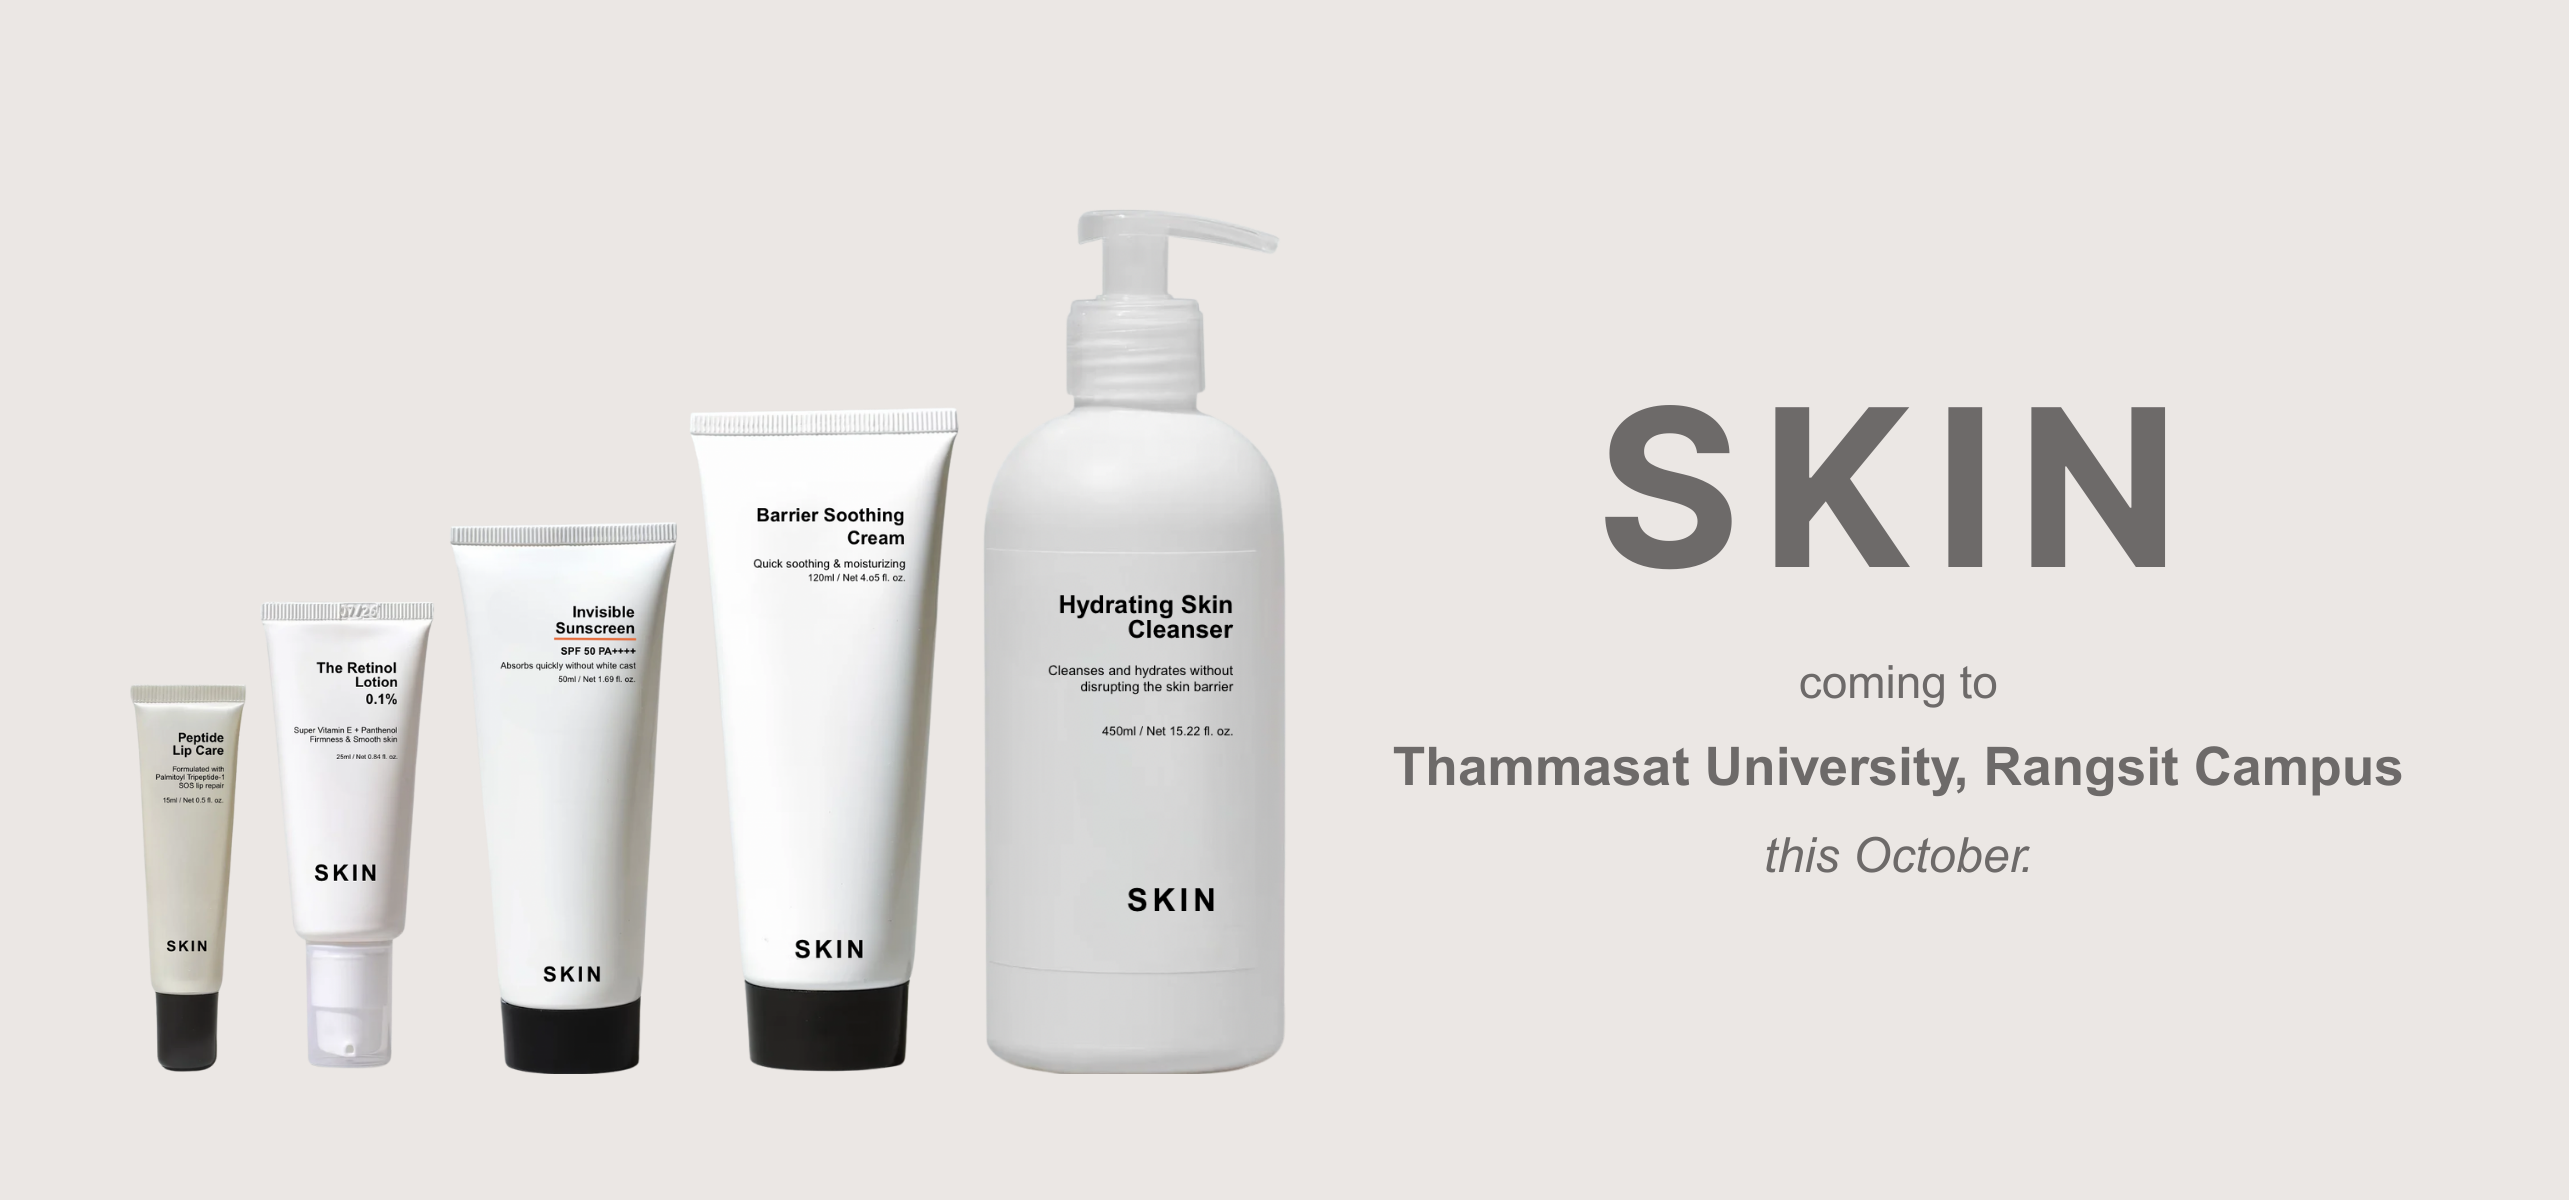 Peptide
Lip Care
Formulated with
Palmitoyl Tripeptide-1
SOS lip repair
15ml / Net 0.5 fl. oz.
SKIN
07/26
The Retinol
Lotion
0.1%
Super Vitamin E + Panthenol
Firmness & Smooth skin
25ml / Net 0.84 fl. oz.
SKIN
Invisible
Sunscreen
SPF 50 PA++++
Absorbs quickly without white cast
50ml / Net 1.69 fl. oz.
SKIN
Barrier Soothing
Cream
Quick soothing & moisturizing
120ml / Net 4.o5 fl. oz.
SKIN
Hydrating Skin
Cleanser
Cleanses and hydrates without
disrupting the skin barrier
450ml / Net 15.22 fl. oz.
SKIN
SKIN
coming to
Thammasat University, Rangsit Campus
this October.